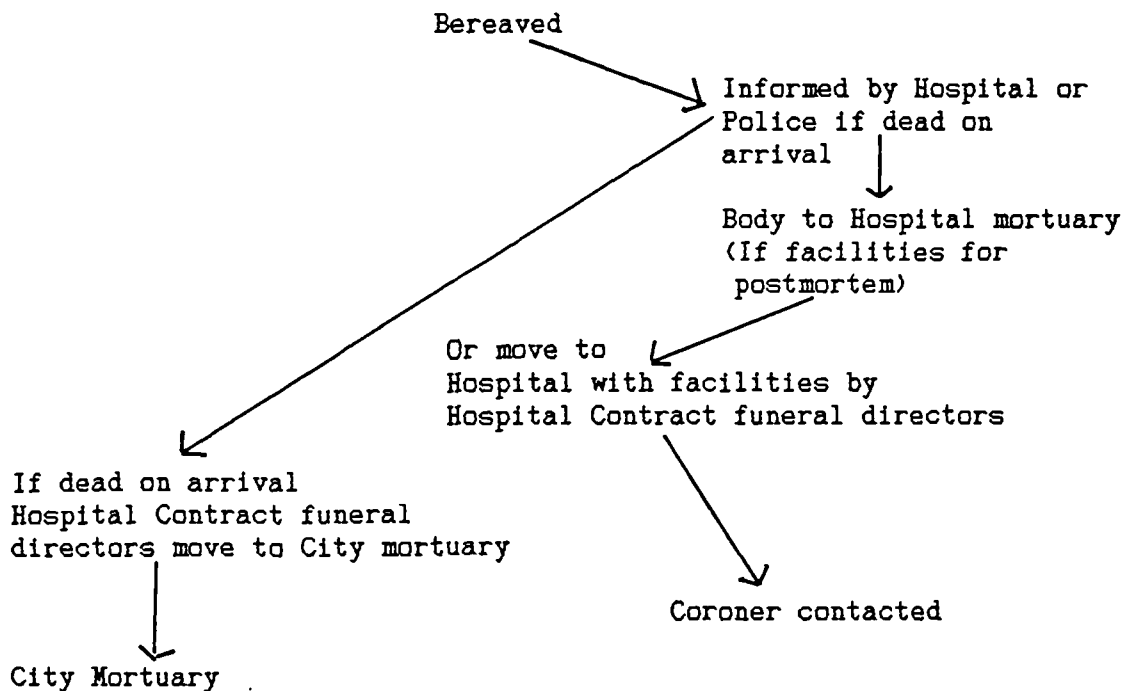 Bereaved
Informed by Hospital or
Police if dead on
arrival
Body to Hospital mortuary
(If facilities for
postmortem)
Or move to
Hospital with facilities by
Hospital Contract funeral directors
If dead on arrival
Hospital Contract funeral
directors move to City mortuary
Coroner contacted
City Mortuary